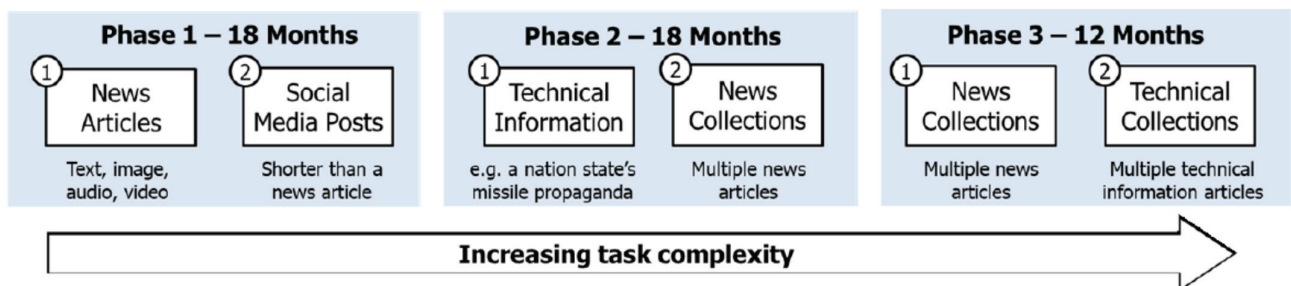 Phase 1 – 18 Months
1
News
Articles
Text, image,
audio, video
2
Social
Media Posts
Shorter than a
news article
Phase 2 – 18 Months
1
Technical
Information
e.g. a nation state's
missile propaganda
2
News
Collections
Multiple news
articles
Phase 3 – 12 Months
1
News
Collections
Multiple news
articles
2
Technical
Collections
Multiple technical
information articles
Increasing task complexity